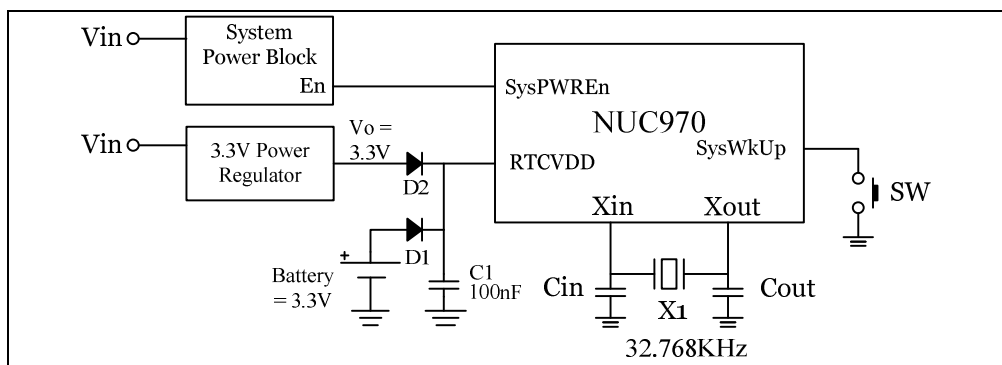 Vin
System
Power Block
En
SysPWREn
NUC970
SysWkUp
Vin
3.3V Power
Regulator
Vo =
3.3V
D2
RTCVDD
SW
D1
Xin
Xout
+
Battery
= 3.3V
C1
100nF
Cin
X1
Cout
32.768KHz